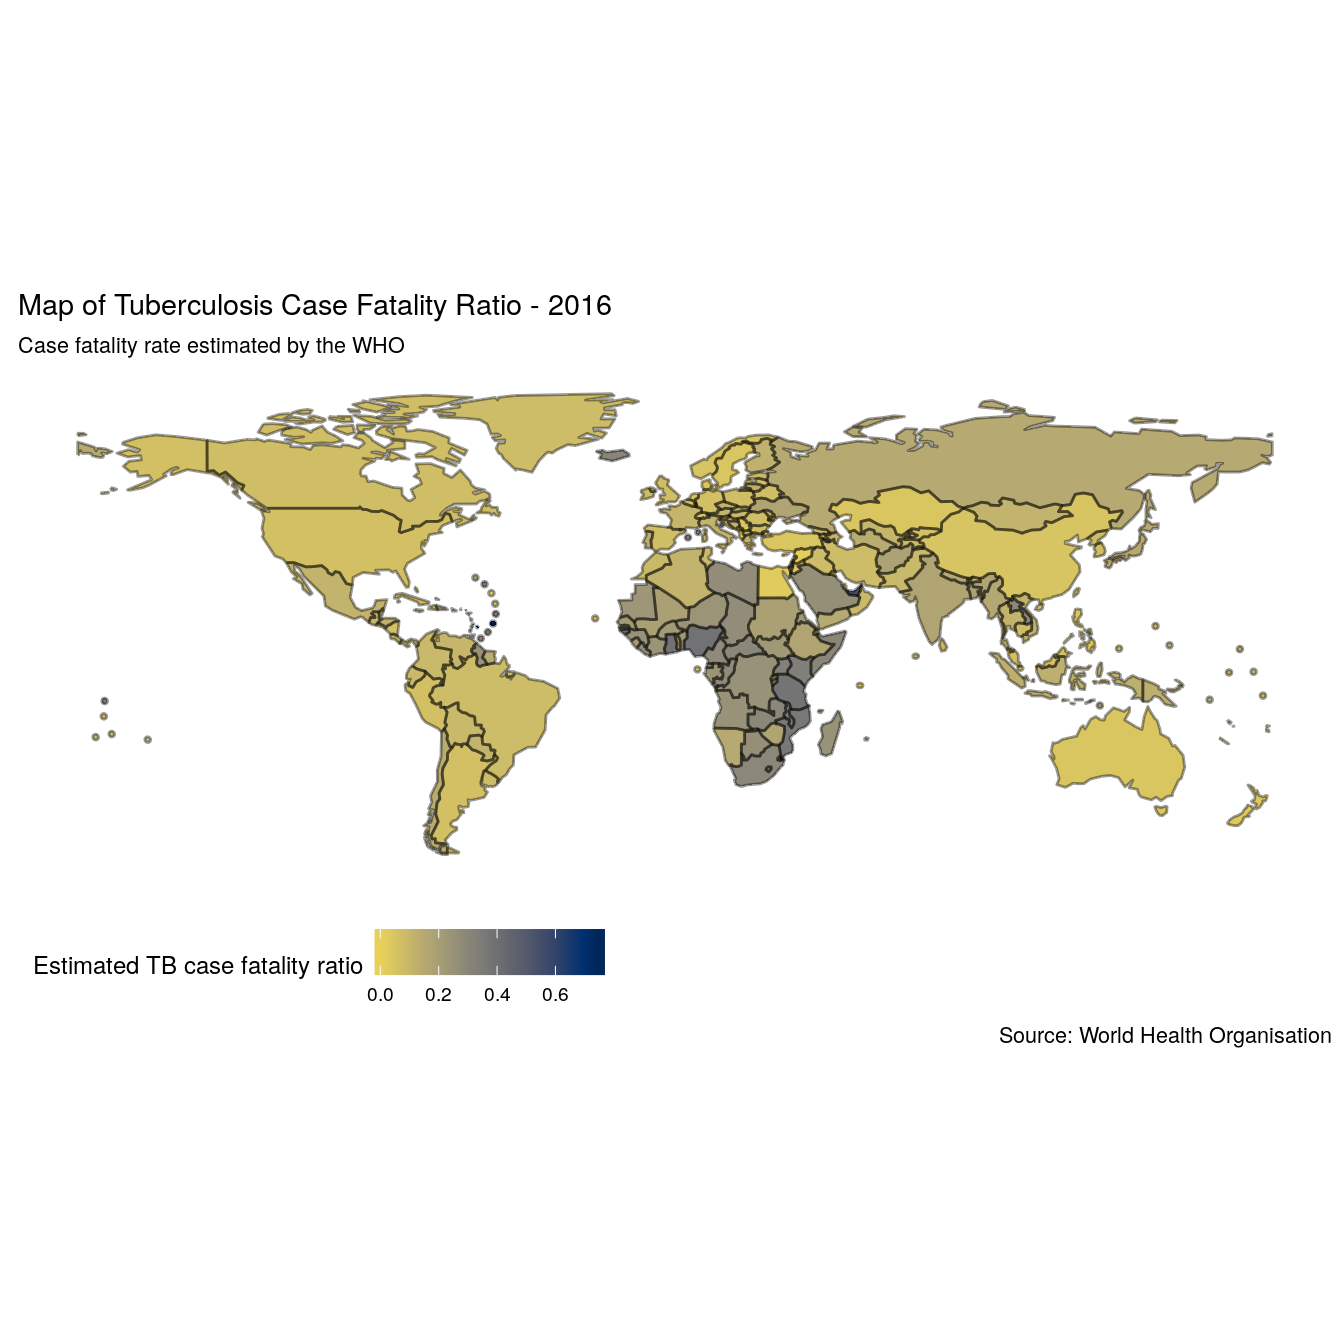 Map of Tuberculosis Case Fatality Ratio - 2016
Case fatality rate estimated by the WHO
Estimated TB case fatality ratio
0.0 0.2 0.4 0.6
Source: World Health Organisation